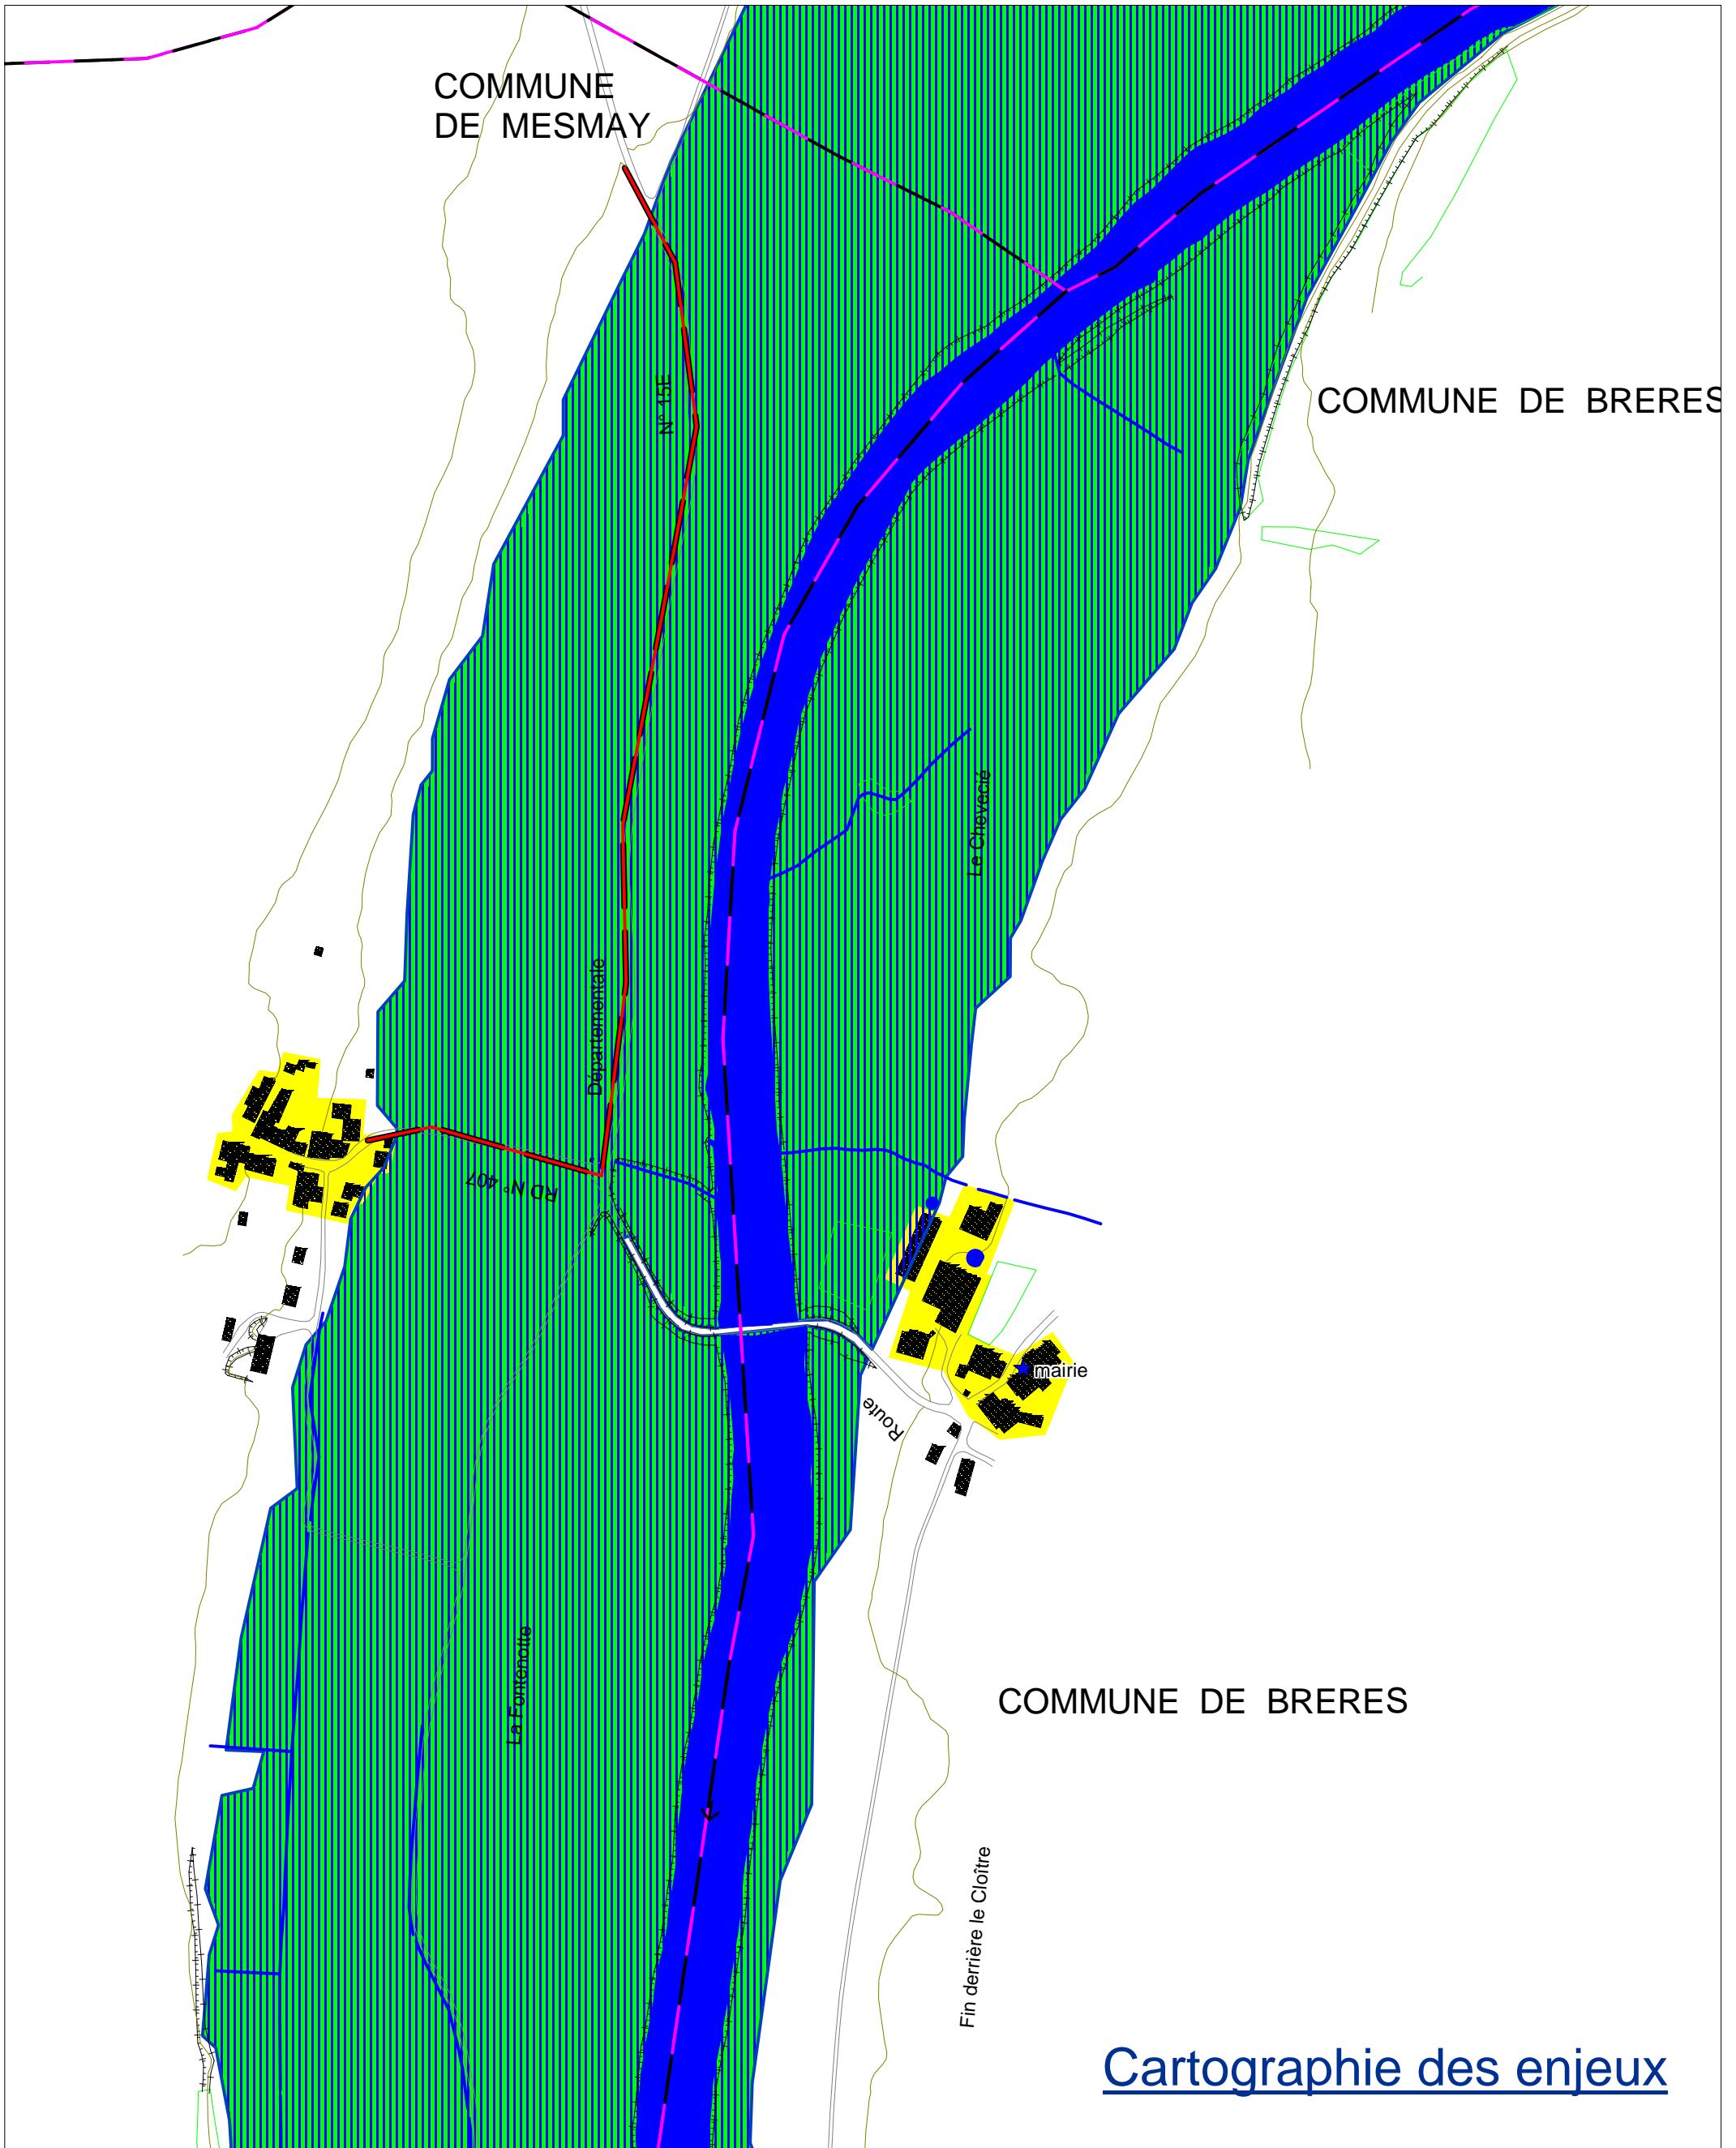 COMMUNE
DE MESMAY
N° 15E
COMMUNE DE BRERES
Le Chevecié
Départementale
RD N° 407
mairie
Route
La Fontenotte
COMMUNE DE BRERES
Fin derrière le Cloître
Cartographie des enjeux